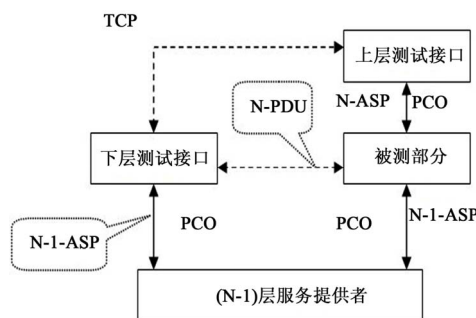 TCP
上层测试接口
N-ASP PCO
N-PDU
下层测试接口
被测部分
N-1-ASP
PCO
PCO
N-1-ASP
(N-1)层服务提供者